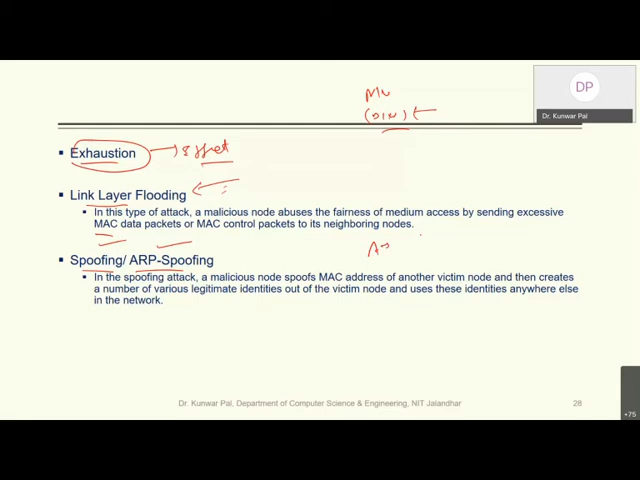 DP
Dr. Kunwar Pal
Exhaustion
Link Layer Flooding
In this type of attack, a malicious node abuses the fairness of medium access by sending excessive
MAC data packets or MAC control packets to its neighboring nodes.
Spoofing/ ARP-Spoofing
In the spoofing attack, a malicious node spoofs MAC address of another victim node and then creates
a number of various legitimate identities out of the victim node and uses these identities anywhere else
in the network.
Dr. Kunwar Pal, Department of Computer Science & Engineering, NIT Jalandhar
28
+75